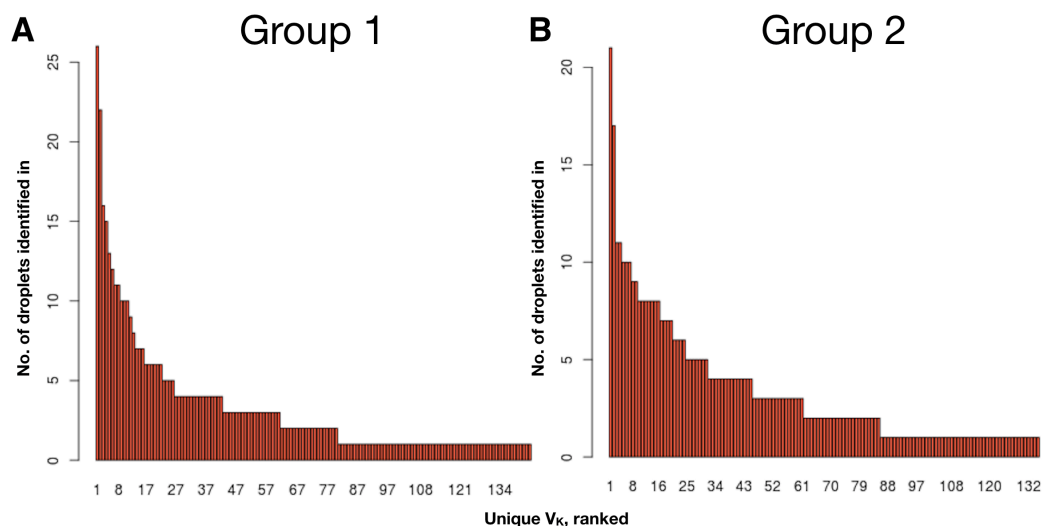 A Group 1
No. of droplets identified in
25
20
15
10
5
0
1 8 17 27 37 47 57 67 77 87 97 108 121 134
B Group 2
No. of droplets identified in
20
15
10
5
0
1 8 16 25 34 43 52 61 70 79 88 97 108 120 132
Unique VK, ranked